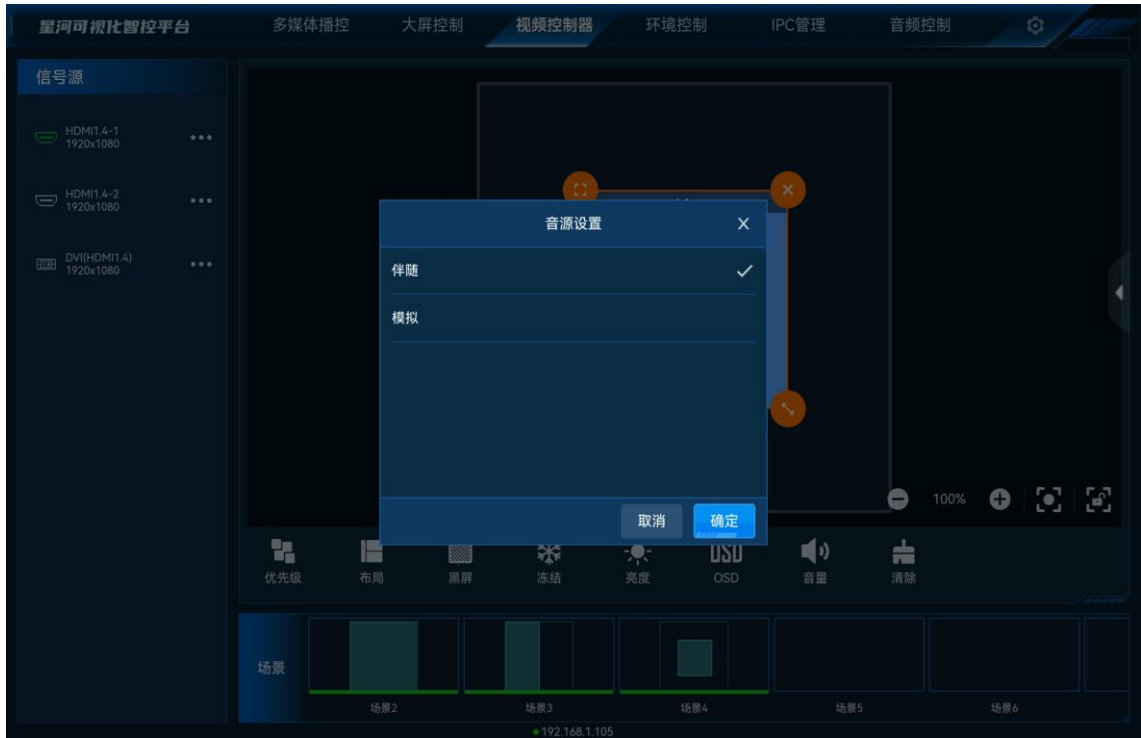 星河可视化智控平台
多媒体播控
大屏控制
视频控制器
环境控制
IPC管理
音频控制
信号源
HDMI1.4-1
1920x1080
HDMI1.4-2
1920x1080
DVI(HDMI1.4)
1920x1080
音源设置
伴随
模拟
取消
确定
100%
优先级
布局
黑屏
冻结
亮度
OSD
OSD
音量
清除
场景
场景2
场景3
场景4
场景5
场景6
192.168.1.105